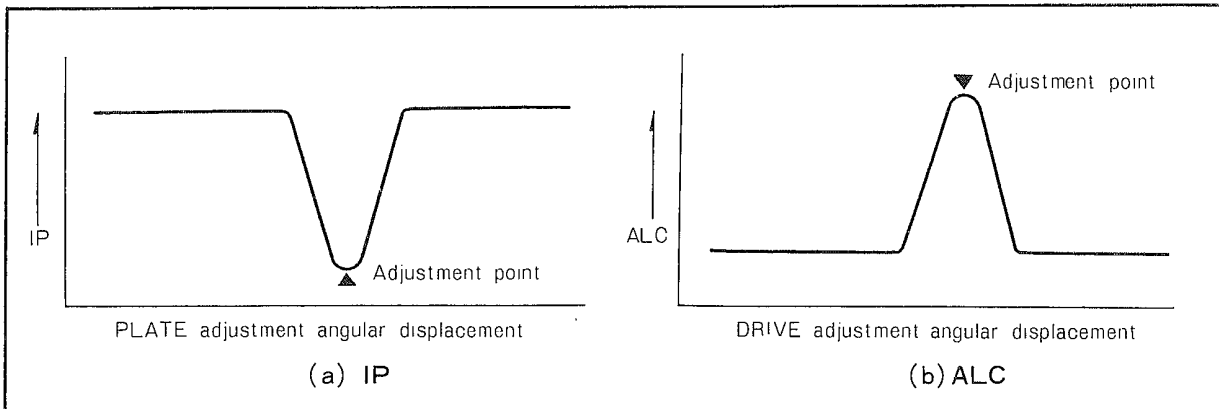 IP
▲ Adjustment point
PLATE adjustment angular displacement
(a) IP
▼ Adjustment point
ALC
DRIVE adjustment angular displacement
(b) ALC